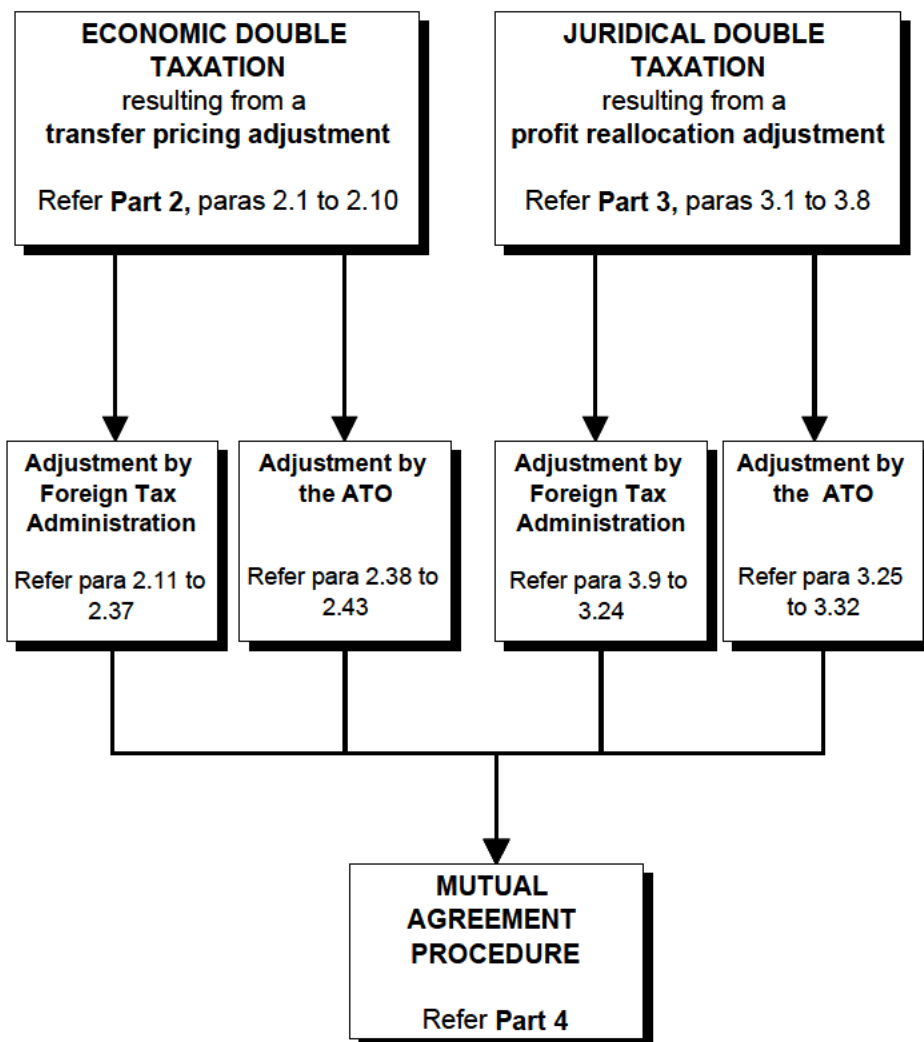 ECONOMIC DOUBLE
TAXATION
resulting from a
transfer pricing adjustment
Refer Part 2, paras 2.1 to 2.10
JURIDICAL DOUBLE
TAXATION
resulting from a
profit reallocation adjustment
Refer Part 3, paras 3.1 to 3.8
Adjustment by
Foreign Tax
Administration
Refer para 2.11 to
2.37
Adjustment by
the ATO
Refer para 2.38 to
2.43
Adjustment by
Foreign Tax
Administration
Refer para 3.9 to
3.24
Adjustment by
the ATO
Refer para 3.25
to 3.32
MUTUAL
AGREEMENT
PROCEDURE
Refer Part 4